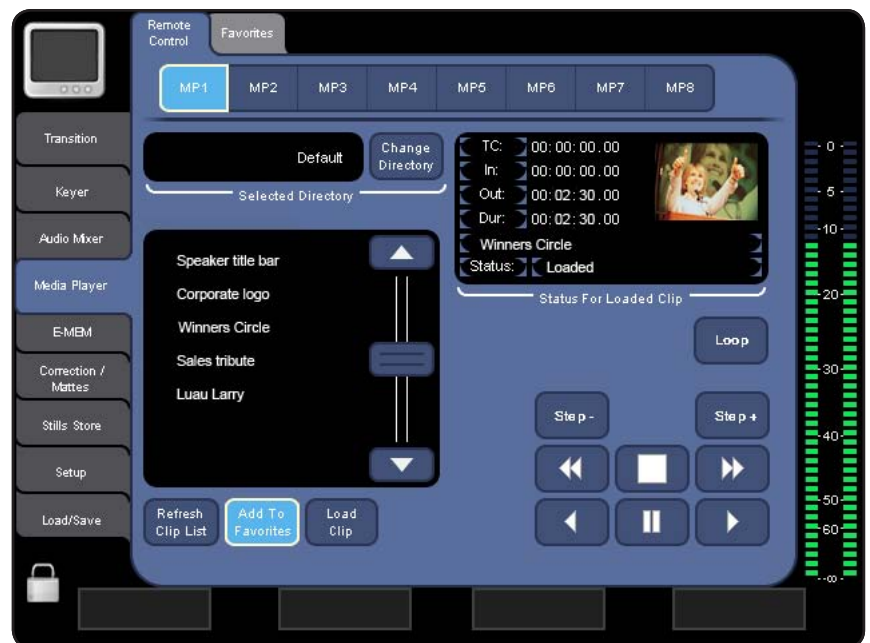 Remote
Control
Favorites
MP1 MP2 MP3 MP4 MP5 MP6 MP7 MP8
Transition
Keyer
Audio Mixer
Media Player
E-MEM
Correction /
Mattes
Stills Store
Setup
Load/Save
Default
Change
Directory
Selected Directory
Speaker title bar
Corporate logo
Winners Circle
Sales tribute
Luau Larry
Refresh
Clip List
Add To
Favorites
Load
Clip
TC: 00:00:00.00
In: 00:00:00.00
Out: 00:02:30.00
Dur: 00:02:30.00
Winners Circle
Status: Loaded
Status For Loaded Clip
Loop
Step -
Step +
- 0 -
- 5 -
-10-
-20-
-30-
-40-
-50-
-60-
-∞-